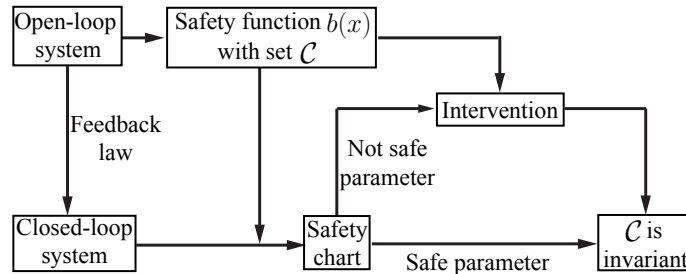 Open-loop
system
Safety function b(x)
with set 𝒞
Feedback
law
Intervention
Not safe
parameter
Closed-loop
system
Safety
chart
Safe parameter
𝒞 is
invariant